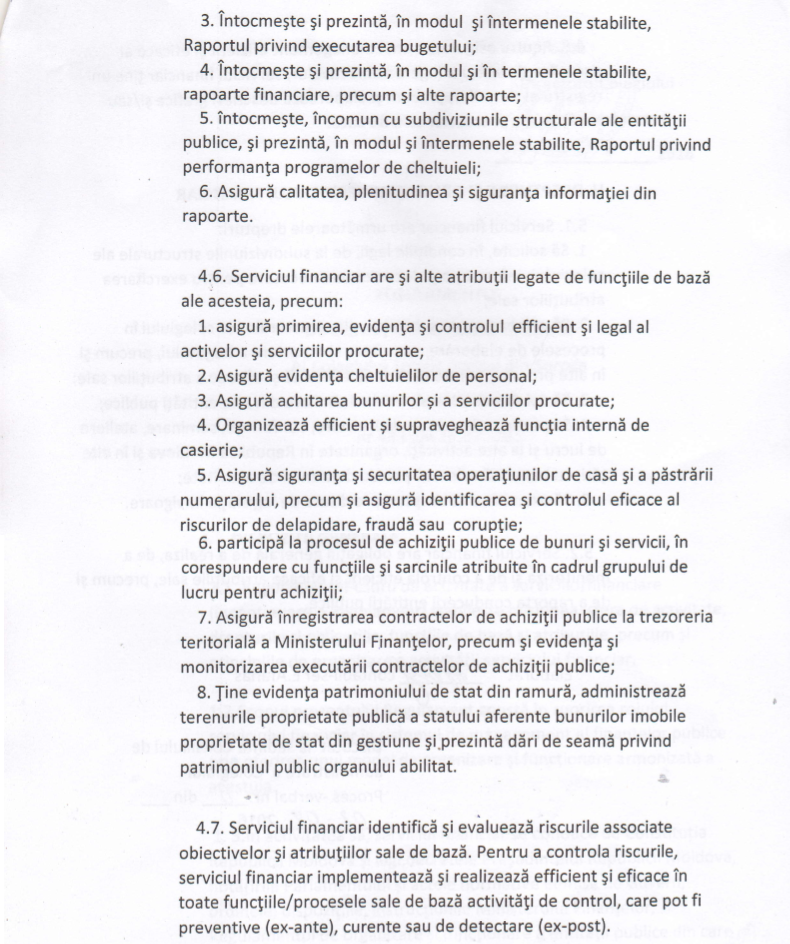 3. Întocmeşte şi prezintă, în modul şi întermenele stabilite,
Raportul privind executarea bugetului;
4. Întocmeşte şi prezintă, în modul şi în termenele stabilite,
rapoarte financiare, precum şi alte rapoarte;
5. întocmeşte, încomun cu subdiviziunile structurale ale entităţii
publice, şi prezintă, în modul şi întermenele stabilite, Raportul privind
performanţa programelor de cheltuieli;
6. Asigură calitatea, plenitudinea şi siguranţa informaţiei din
rapoarte.
4.6. Serviciul financiar are şi alte atribuţii legate de funcţiile de bază
ale acesteia, precum:
1. asigură primirea, evidenţa şi controlul efficient şi legal al
activelor şi serviciilor procurate;
2. Asigură evidenţa cheltuielilor de personal;
3. Asigură achitarea bunurilor şi a serviciilor procurate;
4. Organizează efficient şi supraveghează funcţia internă de
casierie;
5. Asigură siguranţa şi securitatea operaţiunilor de casă şi a păstrării
numerarului, precum şi asigură identificarea şi controlul eficace al
riscurilor de delapidare, fraudă sau corupţie;
6. participă la procesul de achiziţii publice de bunuri şi servicii, în
corespundere cu funcţiile şi sarcinile atribuite în cadrul grupului de
lucru pentru achiziţii;
7. Asigură înregistrarea contractelor de achiziţii publice la trezoreria
teritorială a Ministerului Finanţelor, precum şi evidenţa şi
monitorizarea executării contractelor de achiziţii publice;
8. Ţine evidenţa patrimoniului de stat din ramură, administrează
terenurile proprietate publică a statului aferente bunurilor imobile
proprietate de stat din gestiune şi prezintă dări de seamă privind
patrimoniul public organului abilitat.
4.7. Serviciul financiar identifică şi evaluează riscurile associate
obiectivelor si atribuţiilor sale de bază. Pentru a controla riscurile,
serviciul financiar implementează şi realizează efficient şi eficace în
toate funcţiile/procesele sale de bază activităţi de control, care pot fi
preventive (ex-ante), curente sau de detectare (ex-post).